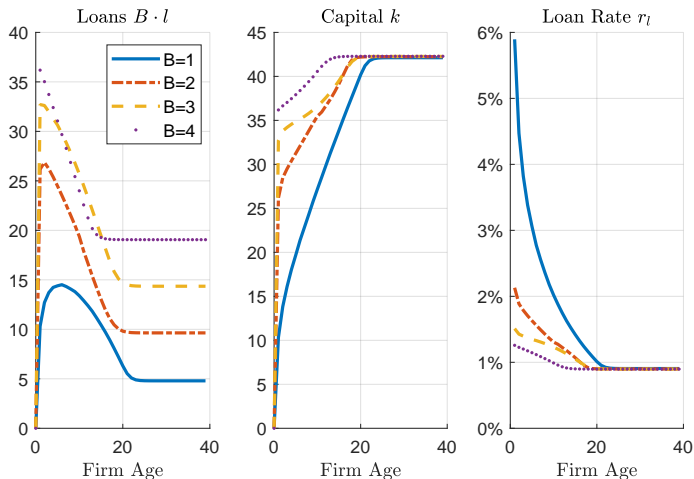 Loans B · l
40
35
30
25
20
15
10
5
0
0 20 40
Firm Age
B=1
B=2
B=3
B=4
Capital k
45
40
35
30
25
20
15
10
5
0
0 20 40
Firm Age
Loan Rate r_l
6%
5%
4%
3%
2%
1%
0%
0 20 40
Firm Age